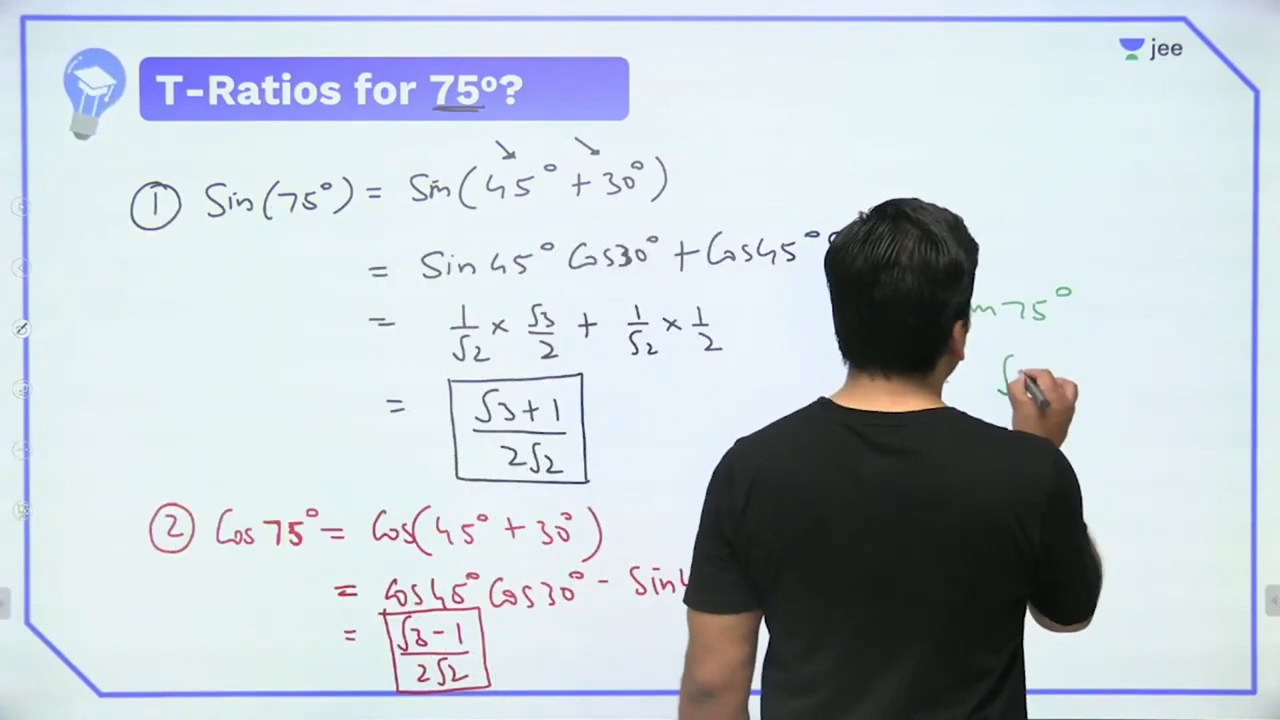 jee
T-Ratios for 75°?
① Sin(75°) = Sin(45° + 30°)
= Sin 45° Cos30° + Cos45°
= 1/√2 × √3/2 + 1/√2 × 1/2
75°
= √3+1/2√2
② Cos 75° = Cos(45° + 30°)
= Cos45° Cos30° - Sin
= √3-1/2√2